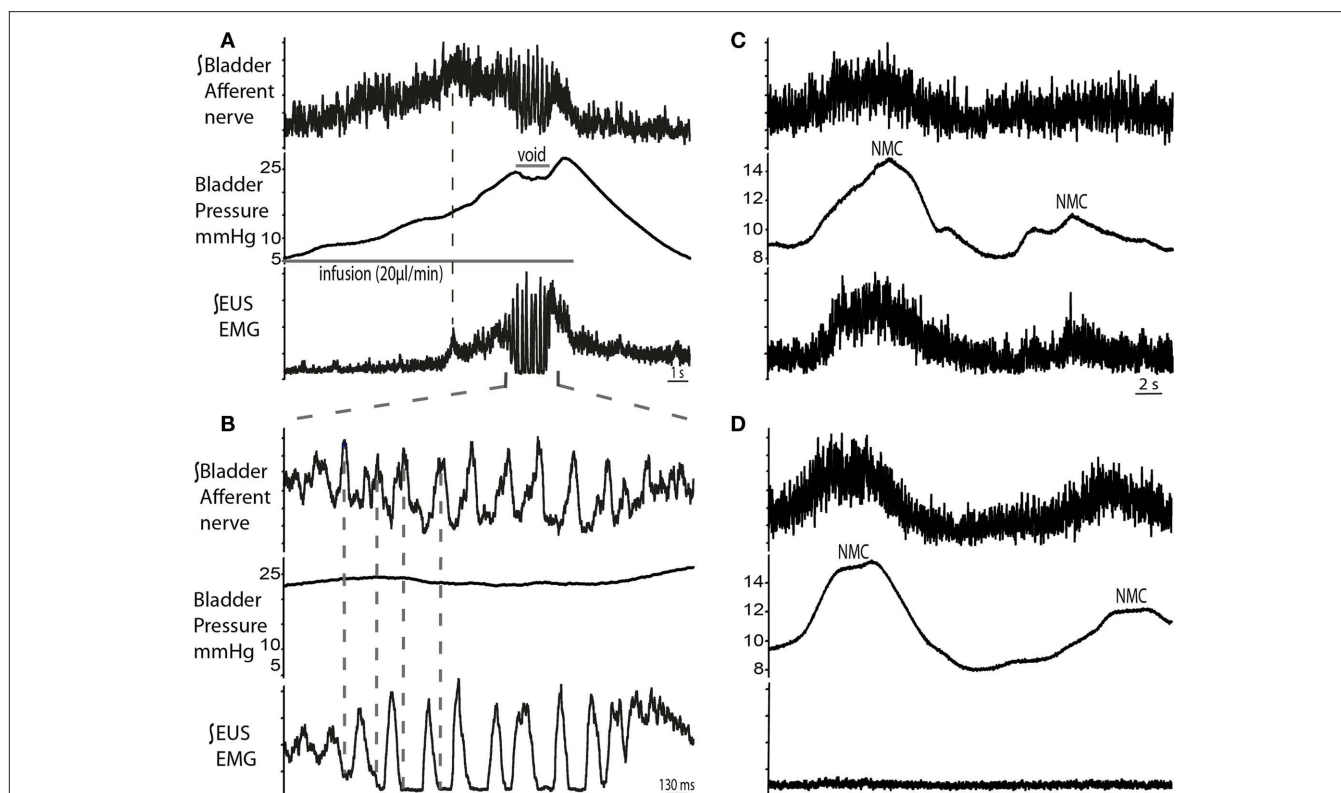 A
∫Bladder
Afferent
nerve
25
void
Bladder
Pressure
mmHg
10
5
infusion (20µl/min)
∫EUS
EMG
1 s
B
∫Bladder
Afferent
nerve
25
Bladder
Pressure
mmHg
10
5
∫EUS
EMG
130 ms
C
NMC
14
12
10
8
NMC
2 s
D
NMC
14
12
10
8
NMC